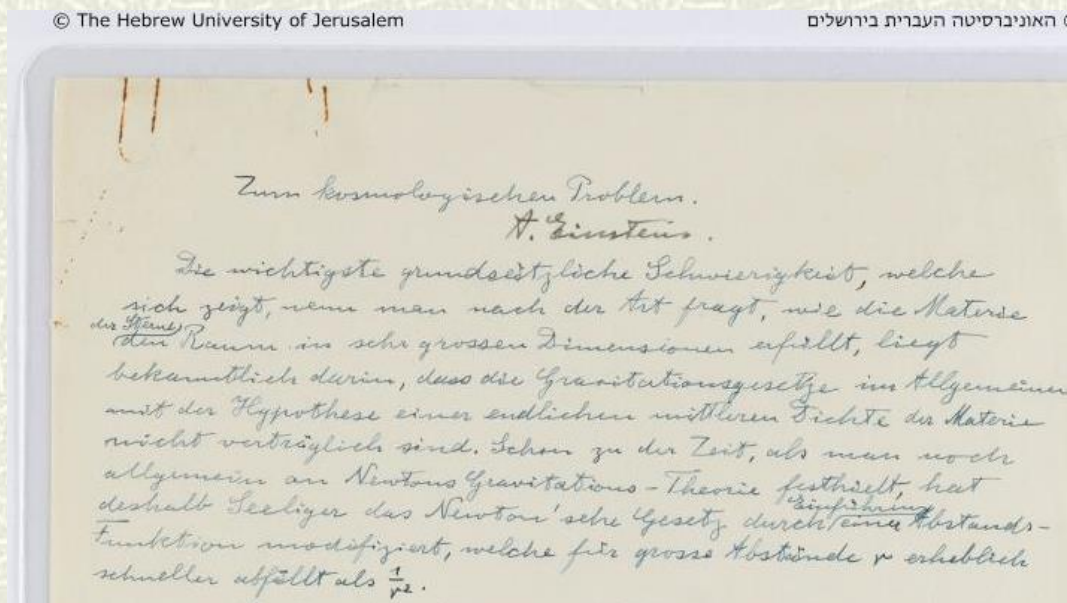 © The Hebrew University of Jerusalem
האוניברסיטה העברית בירושלים
Zum kosmologischen Problem.
A. Einstein.
Die wichtigste grundsätzliche Schwierigkeit, welche
sich zeigt, wenn man nach der Art fragt, wie die Materie
der Sterne
den Raum in sehr grossen Dimensionen erfüllt, liegt
bekanntlich darin, dass die Gravitationsgesetze im Allgemeinen
mit der Hypothese einer endlichen mittleren Dichte der Materie
nicht verträglich sind. Schon zu der Zeit, als man noch
allgemein an Newtons Gravitations-Theorie festhielt, hat
Einführung
deshalb Seeliger das Newton'sche Gesetz durch einer Abstands-
Funktion modifiziert, welche für grosse Abstände r erheblich
schneller abfällt als 1/r².